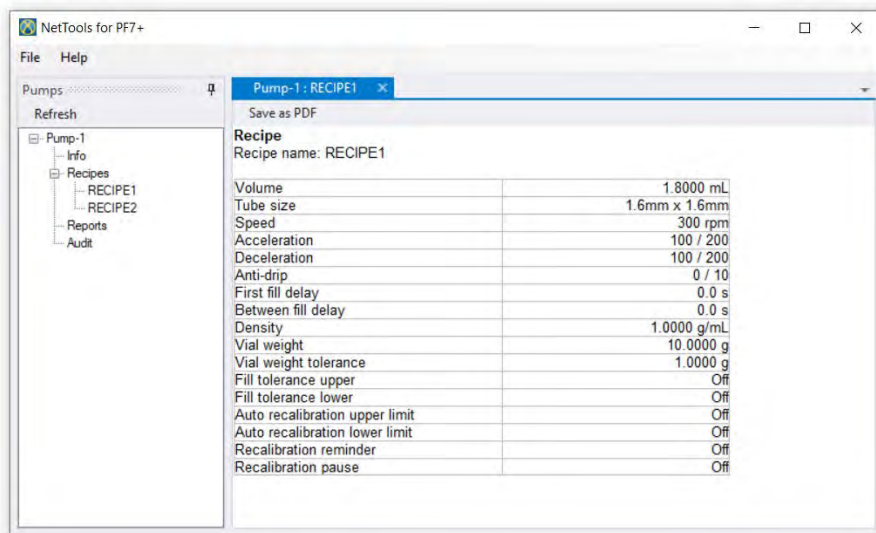 NetTools for PF7+
File Help
Pumps
Refresh
Pump-1
Info
Recipes
RECIPE1
RECIPE2
Reports
Audit
Pump-1 : RECIPE1
Save as PDF
Recipe
Recipe name: RECIPE1
Volume 1.8000 mL
Tube size 1.6mm x 1.6mm
Speed 300 rpm
Acceleration 100 / 200
Deceleration 100 / 200
Anti-drip 0 / 10
First fill delay 0.0 s
Between fill delay 0.0 s
Density 1.0000 g/mL
Vial weight 10.0000 g
Vial weight tolerance 1.0000 g
Fill tolerance upper Off
Fill tolerance lower Off
Auto recalibration upper limit Off
Auto recalibration lower limit Off
Recalibration reminder Off
Recalibration pause Off